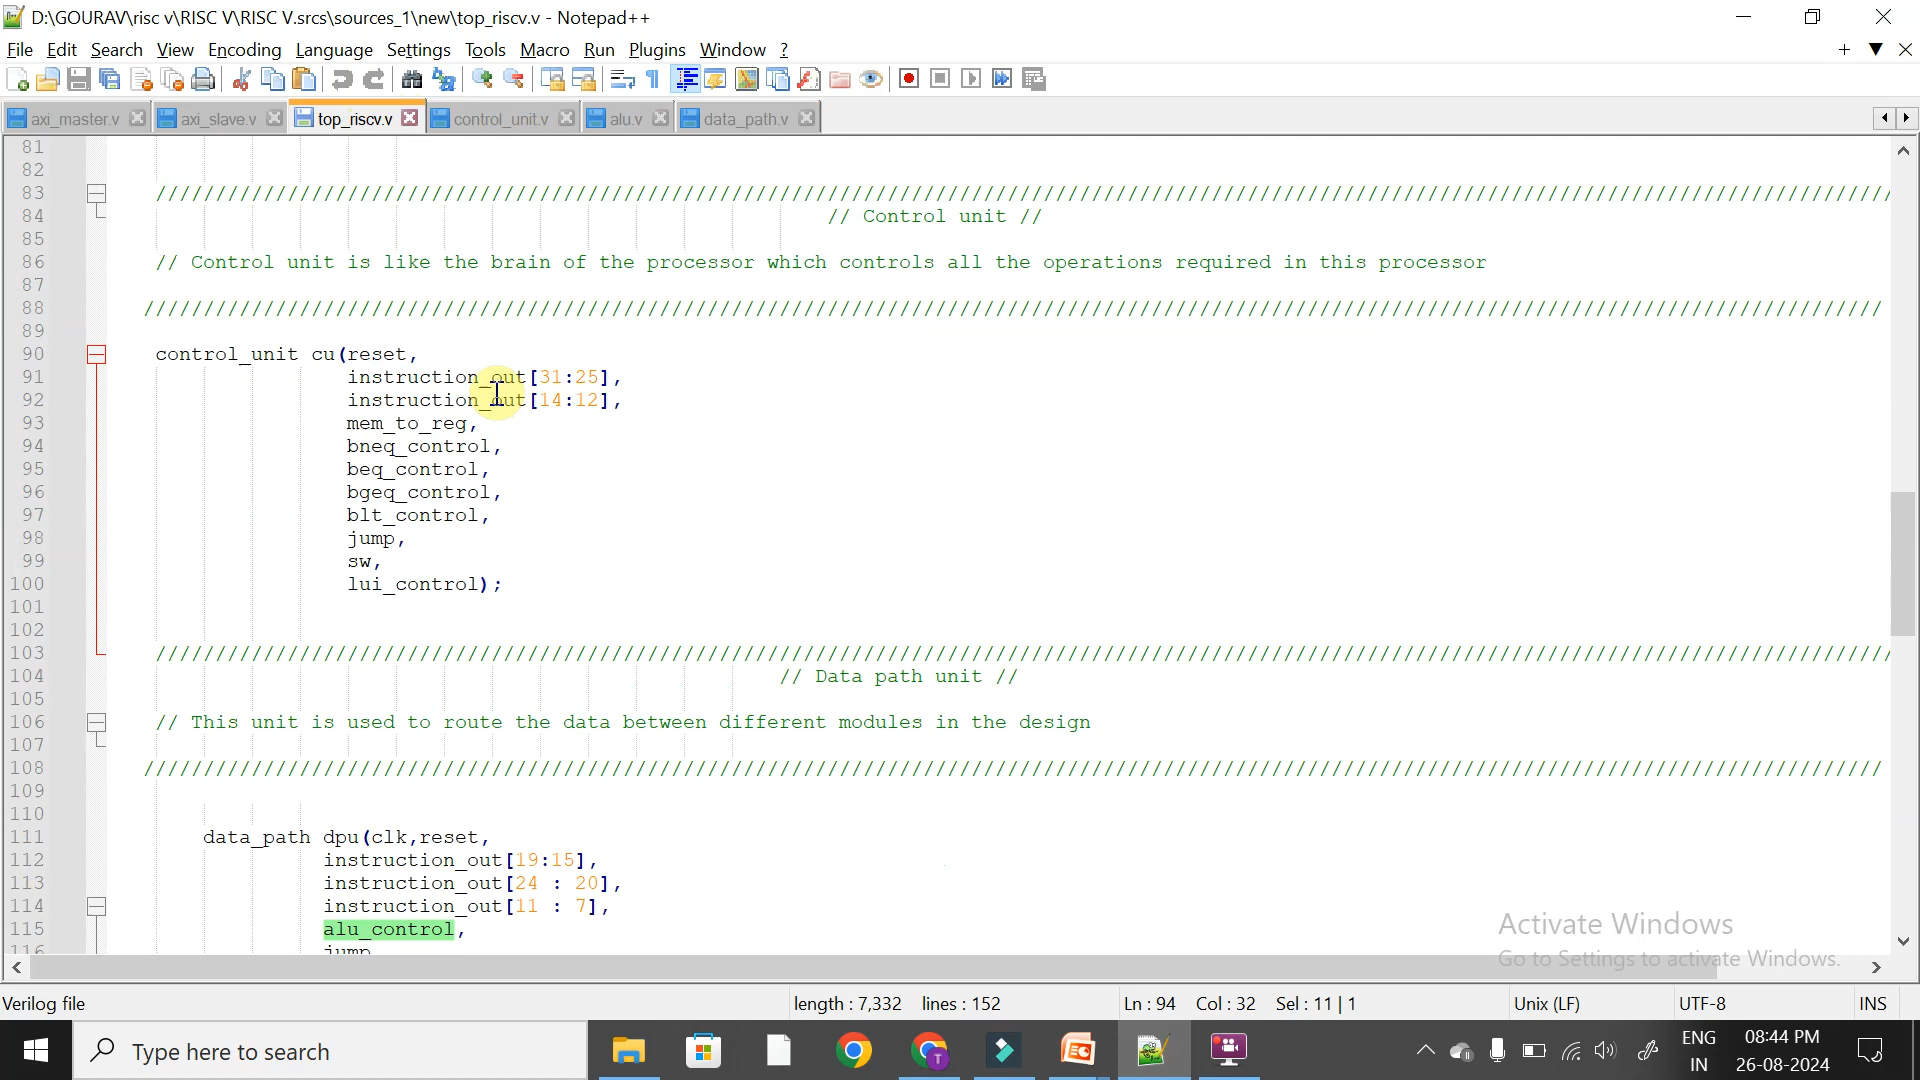 D:\GOURAV\risc v\RISC V\RISC V.srcs\sources_1\new\top_riscv.v - Notepad++
File Edit Search View Encoding Language Settings Tools Macro Run Plugins Window ?
axi_master.v axi_slave.v top_riscv.v control_unit.v alu.v data_path.v
81
82
83 ////////////////////////////////////////////////////////////////////////////////////////////////////////////////////////////////////////////////
84 // Control unit //
85
86 // Control unit is like the brain of the processor which controls all the operations required in this processor
87
88 ////////////////////////////////////////////////////////////////////////////////////////////////////////////////////////////////////////////////
89
90 control_unit cu(reset,
91 instruction_out[31:25],
92 instruction_out[14:12],
93 mem_to_reg,
94 bneq_control,
95 beq_control,
96 bgeq_control,
97 blt_control,
98 jump,
99 sw,
100 lui_control);
101
102
103 ////////////////////////////////////////////////////////////////////////////////////////////////////////////////////////////////////////////////
104 // Data path unit //
105
106 // This unit is used to route the data between different modules in the design
107
108 ////////////////////////////////////////////////////////////////////////////////////////////////////////////////////////////////////////////////
109
110
111 data_path dpu(clk,reset,
112 instruction_out[19:15],
113 instruction_out[24 : 20],
114 instruction_out[11 : 7],
115 alu_control,
116 jump
Activate Windows
Go to Settings to activate Windows.
Verilog file length : 7,332 lines : 152 Ln : 94 Col : 32 Sel : 11 | 1 Unix (LF) UTF-8 INS
Type here to search
ENG
IN
08:44 PM
26-08-2024